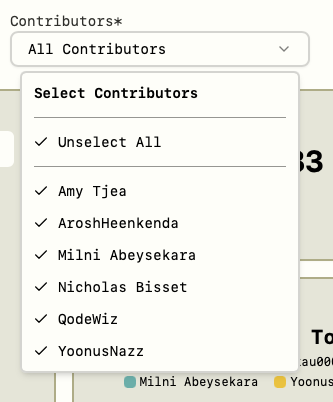 Contributors*
All Contributors
Select Contributors
Unselect All
Amy Tjea
AroshHeenkenda
Milni Abeysekara
Nicholas Bisset
QodeWiz
YoonusNazz
33
To
Milni Abeysekara
Yoonus